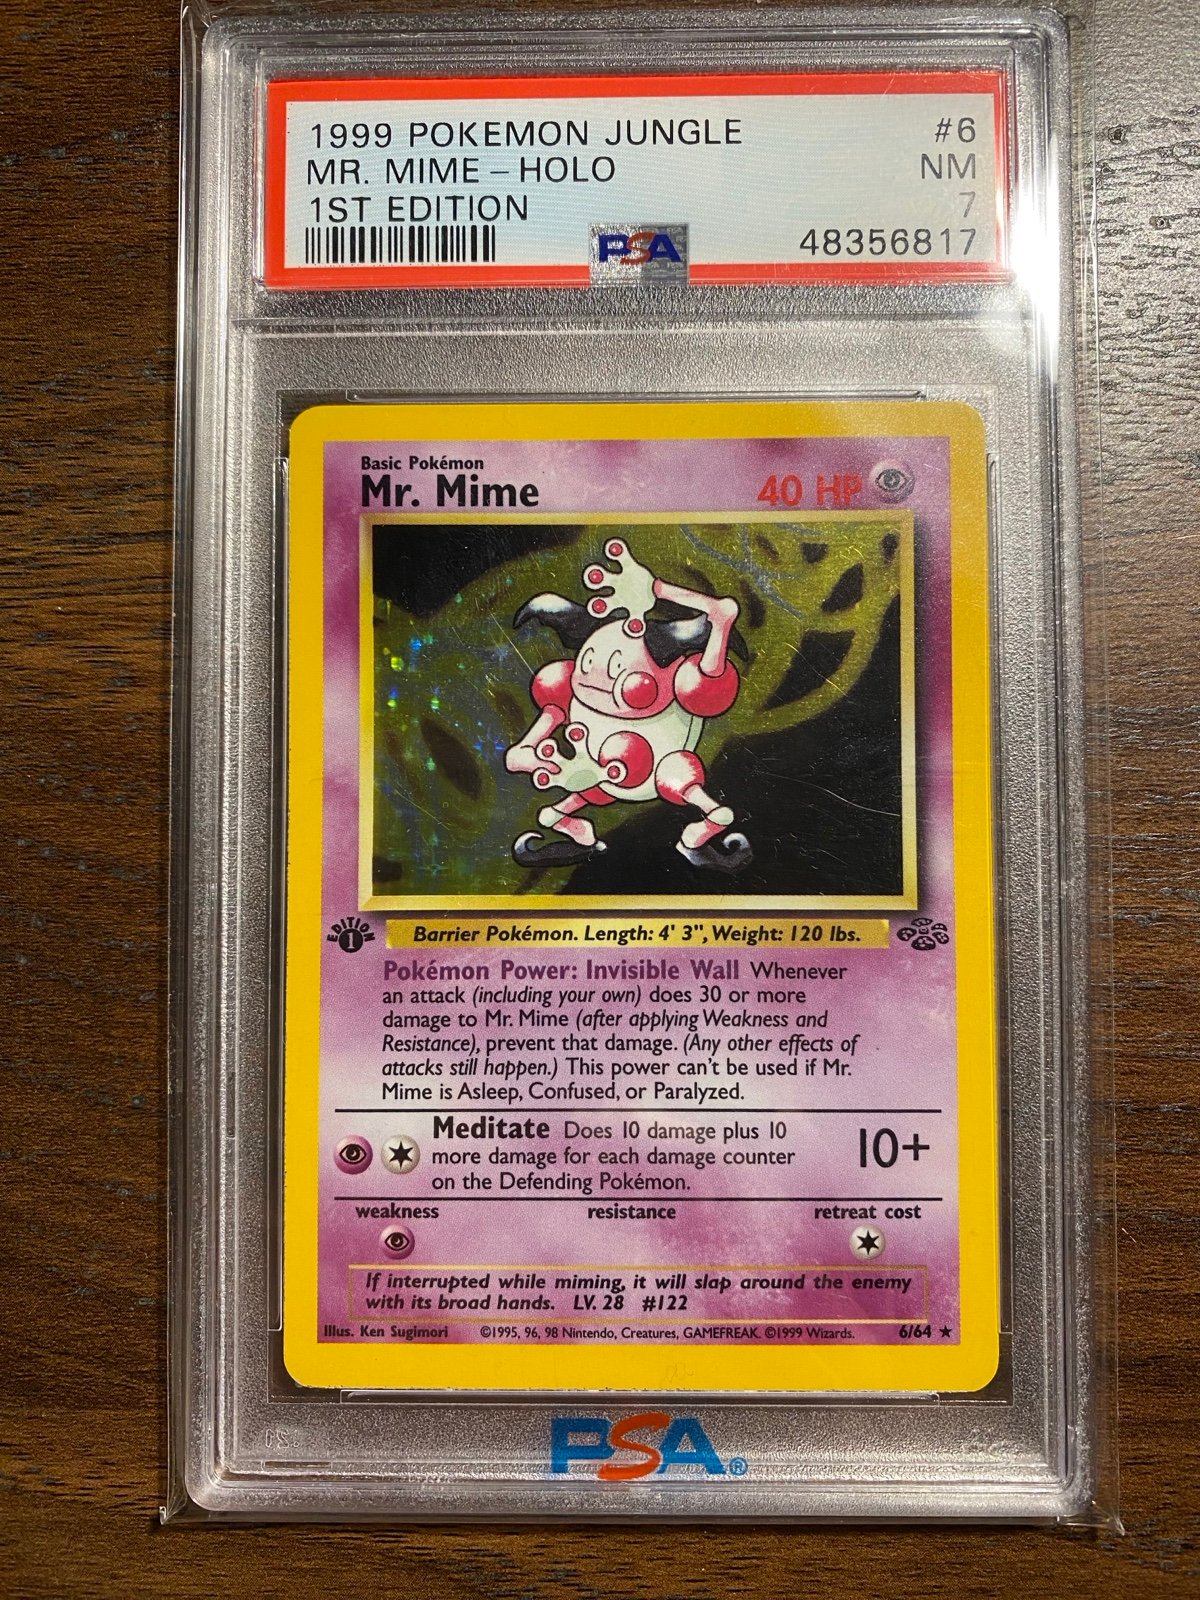 1999 POKEMON JUNGLE #6
MR. MIME – HOLO NM
1ST EDITION 7
PSA 48356817
Basic Pokémon
Mr. Mime 40 HP
EDITION
1
Barrier Pokémon. Length: 4' 3", Weight: 120 lbs.
Pokémon Power: Invisible Wall Whenever
an attack (including your own) does 30 or more
damage to Mr. Mime (after applying Weakness and
Resistance), prevent that damage. (Any other effects of
attacks still happen.) This power can't be used if Mr.
Mime is Asleep, Confused, or Paralyzed.
Meditate Does 10 damage plus 10
more damage for each damage counter
on the Defending Pokémon.
10+
weakness resistance retreat cost
If interrupted while miming, it will slap around the enemy
with its broad hands. LV. 28 #122
Illus. Ken Sugimori ©1995, 96, 98 Nintendo, Creatures, GAMEFREAK. ©1999 Wizards. 6/64 ★
PSA®